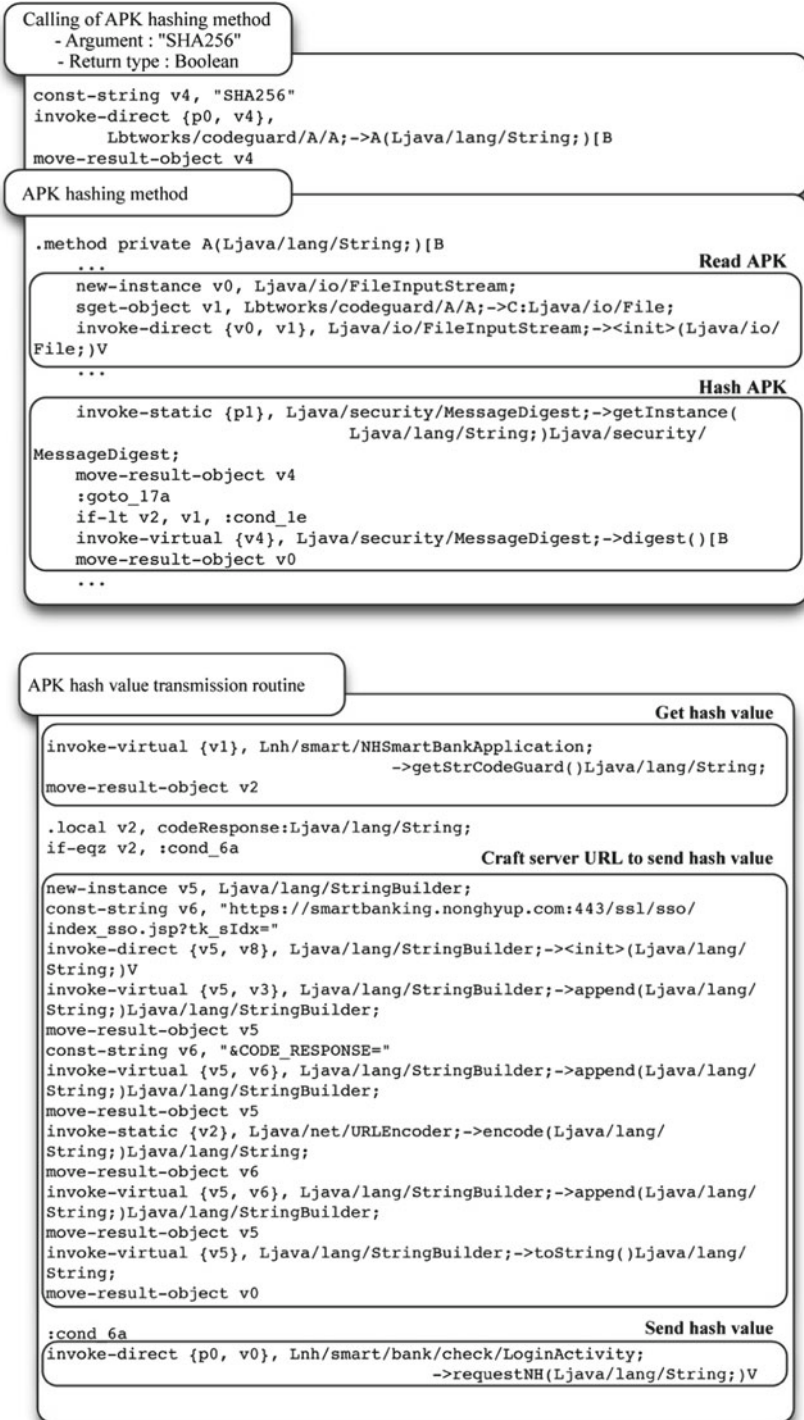 Calling of APK hashing method
- Argument : "SHA256"
- Return type : Boolean
const-string v4, "SHA256"
invoke-direct {p0, v4},
Lbtworks/codeguard/A/A;->A(Ljava/lang/String;)[B
move-result-object v4
APK hashing method
.method private A(Ljava/lang/String;)[B
...
Read APK
new-instance v0, Ljava/io/FileInputStream;
sget-object v1, Lbtworks/codeguard/A/A;->C:Ljava/io/File;
invoke-direct {v0, v1}, Ljava/io/FileInputStream;-><init>(Ljava/io/
File;)V
...
Hash APK
invoke-static {p1}, Ljava/security/MessageDigest;->getInstance(
Ljava/lang/String;)Ljava/security/
MessageDigest;
move-result-object v4
:goto_17a
if-lt v2, v1, :cond_1e
invoke-virtual {v4}, Ljava/security/MessageDigest;->digest()[B
move-result-object v0
...
APK hash value transmission routine
Get hash value
invoke-virtual {v1}, Lnh/smart/NHSmartBankApplication;
->getStrCodeGuard()Ljava/lang/String;
move-result-object v2
.local v2, codeResponse:Ljava/lang/String;
if-eqz v2, :cond_6a
Craft server URL to send hash value
new-instance v5, Ljava/lang/StringBuilder;
const-string v6, "https://smartbanking.nonghyup.com:443/ssl/sso/
index_sso.jsp?tk_sIdx="
invoke-direct {v5, v8}, Ljava/lang/StringBuilder;-><init>(Ljava/lang/
String;)V
invoke-virtual {v5, v3}, Ljava/lang/StringBuilder;->append(Ljava/lang/
String;)Ljava/lang/StringBuilder;
move-result-object v5
const-string v6, "&CODE_RESPONSE="
invoke-virtual {v5, v6}, Ljava/lang/StringBuilder;->append(Ljava/lang/
String;)Ljava/lang/StringBuilder;
move-result-object v5
invoke-static {v2}, Ljava/net/URLEncoder;->encode(Ljava/lang/
String;)Ljava/lang/String;
move-result-object v6
invoke-virtual {v5, v6}, Ljava/lang/StringBuilder;->append(Ljava/lang/
String;)Ljava/lang/StringBuilder;
move-result-object v5
invoke-virtual {v5}, Ljava/lang/StringBuilder;->toString()Ljava/lang/
String;
move-result-object v0
:cond_6a
Send hash value
invoke-direct {p0, v0}, Lnh/smart/bank/check/LoginActivity;
->requestNH(Ljava/lang/String;)V